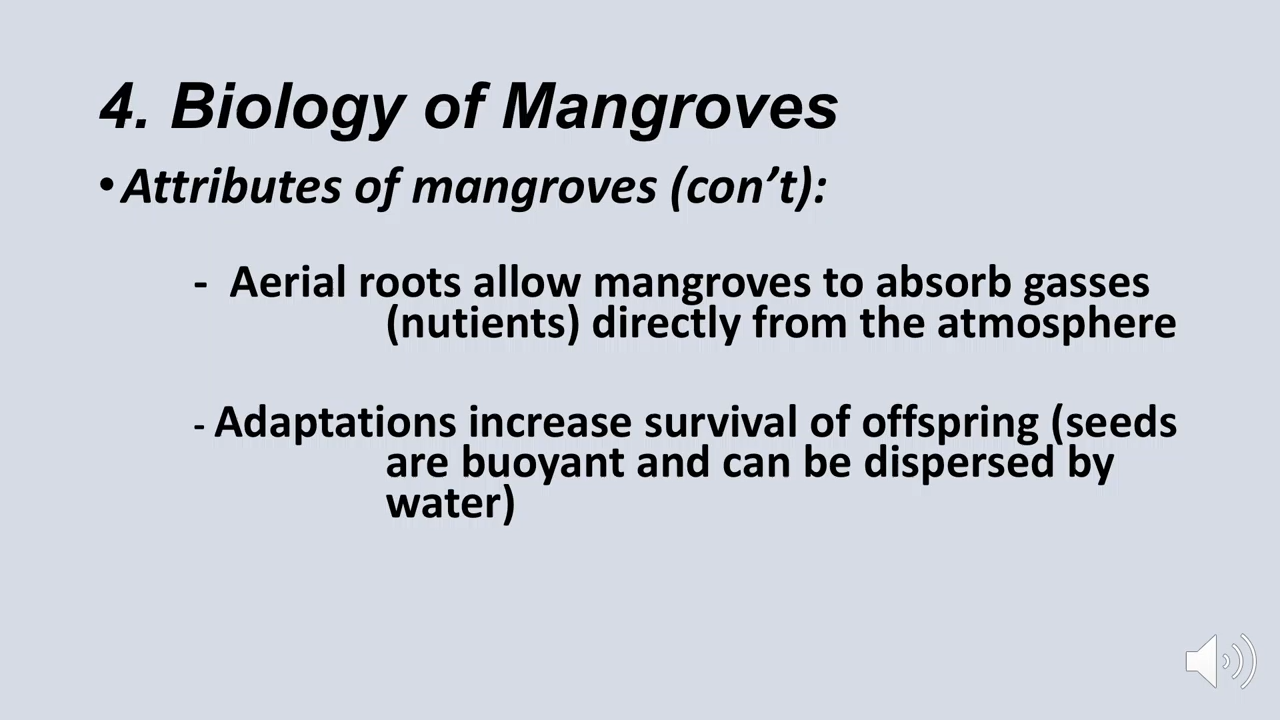 4. Biology of Mangroves
•Attributes of mangroves (con’t):
- Aerial roots allow mangroves to absorb gasses
(nutients) directly from the atmosphere
- Adaptations increase survival of offspring (seeds
are buoyant and can be dispersed by
water)